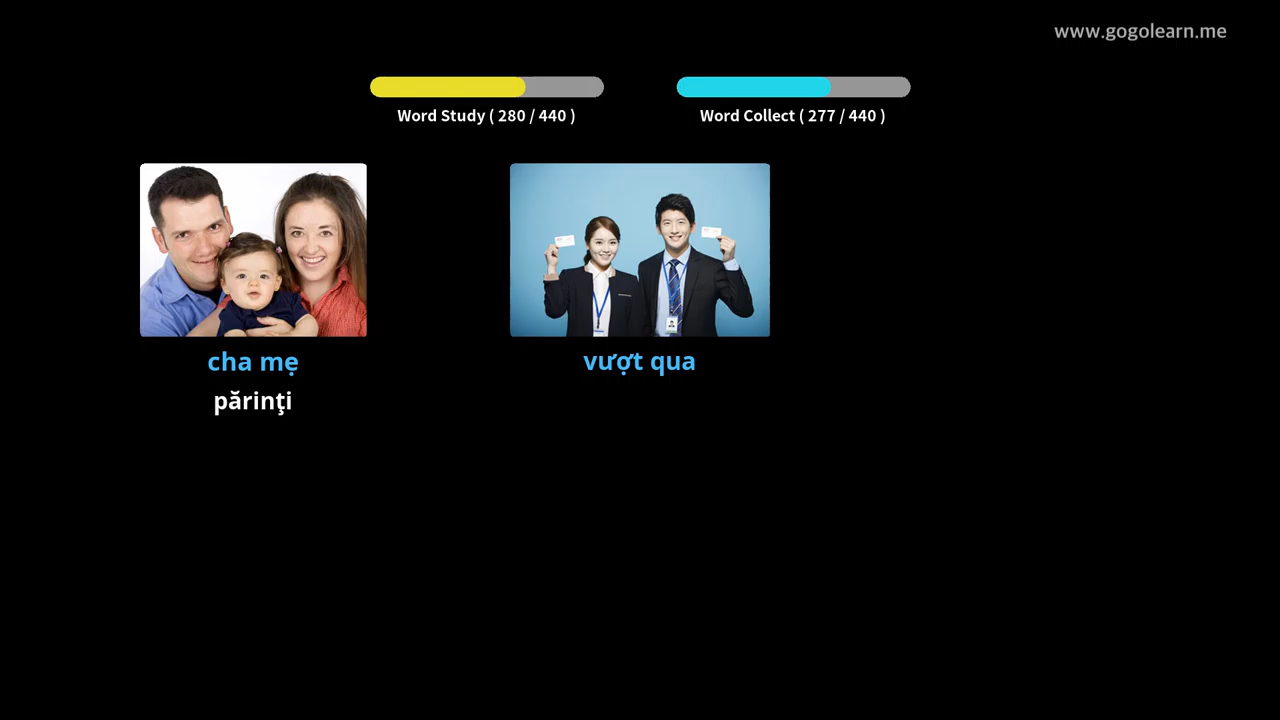 www.gogolearn.me
Word Study ( 280 / 440 )
Word Collect ( 277 / 440 )
cha mẹ
vượt qua
părinţi